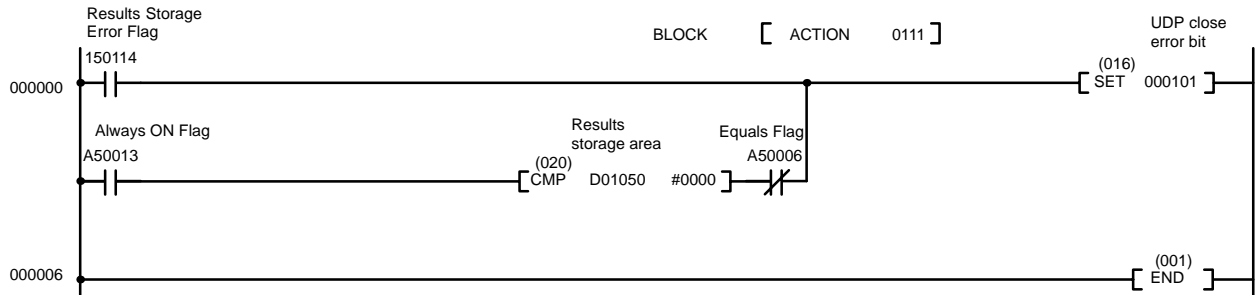 Results Storage
Error Flag
BLOCK [ ACTION 0111 ]
UDP close
error bit
150114
(016)
000000
[ SET 000101 ]
Always ON Flag
Results
storage area
Equals Flag
A50013
(020)
A50006
[ CMP D01050 #0000 ]
(001)
000006
[ END ]